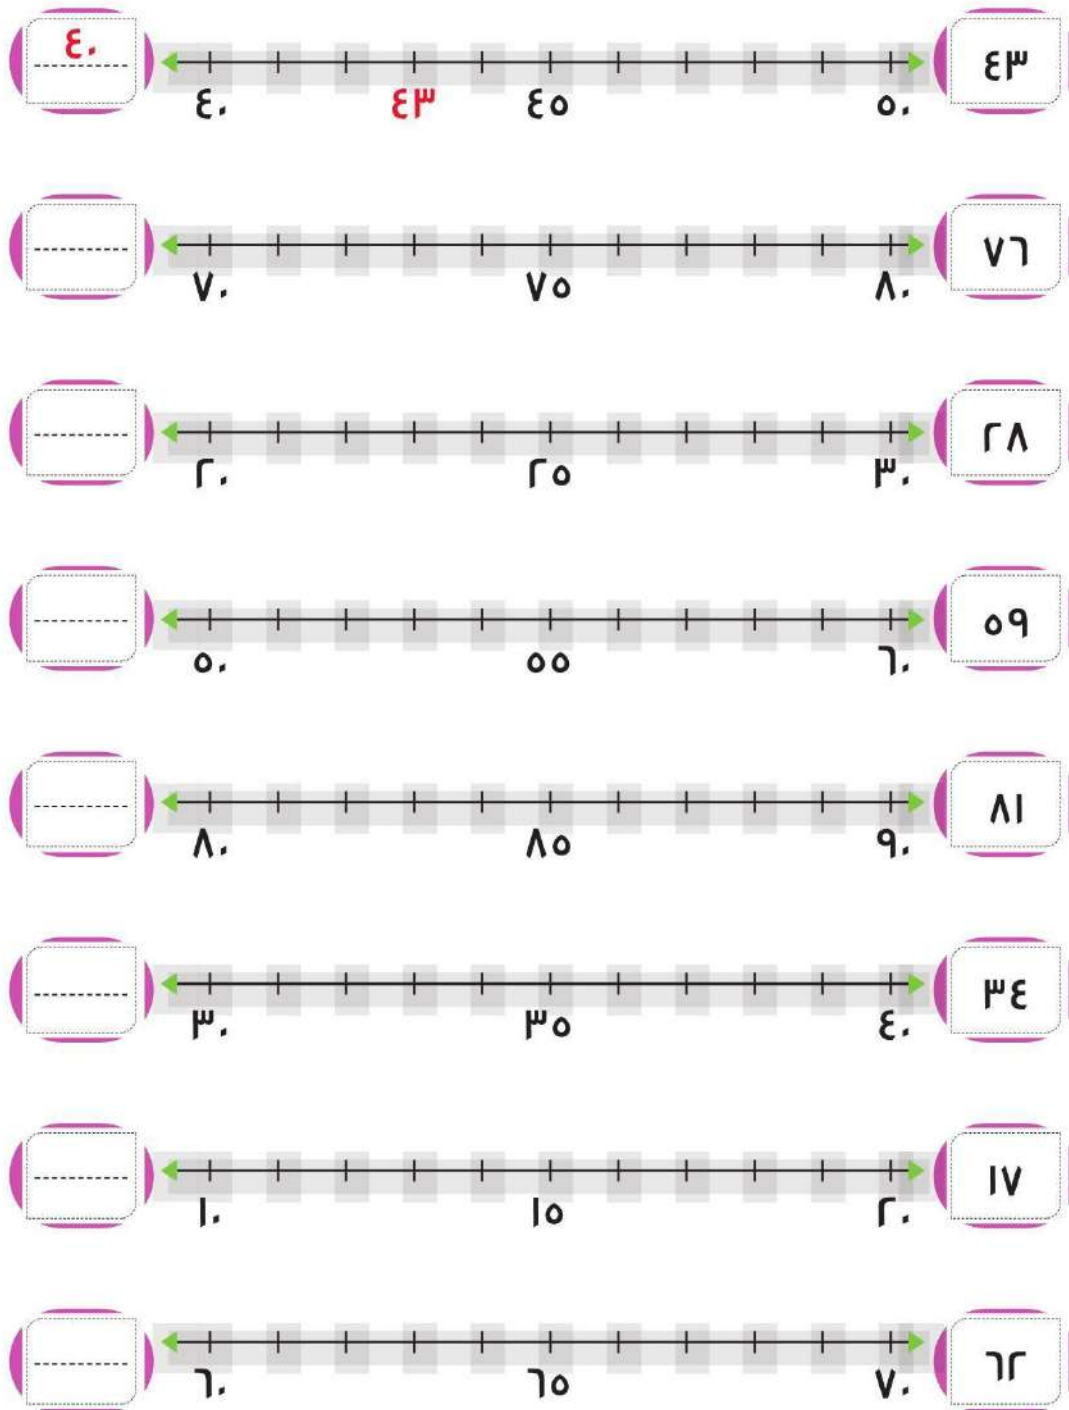 ٤٣ ٤٠
٤٠ ٤٣ ٤٥ ٥٠
٧٦
٧٠ ٧٥ ٨٠
٢٨
٢٠ ٢٥ ٣٠
٥٩
٥٠ ٥٥ ٦٠
٨١
٨٠ ٨٥ ٩٠
٣٤
٣٠ ٣٥ ٤٠
١٧
١٠ ١٥ ٢٠
٦٢
٦٠ ٦٥ ٧٠